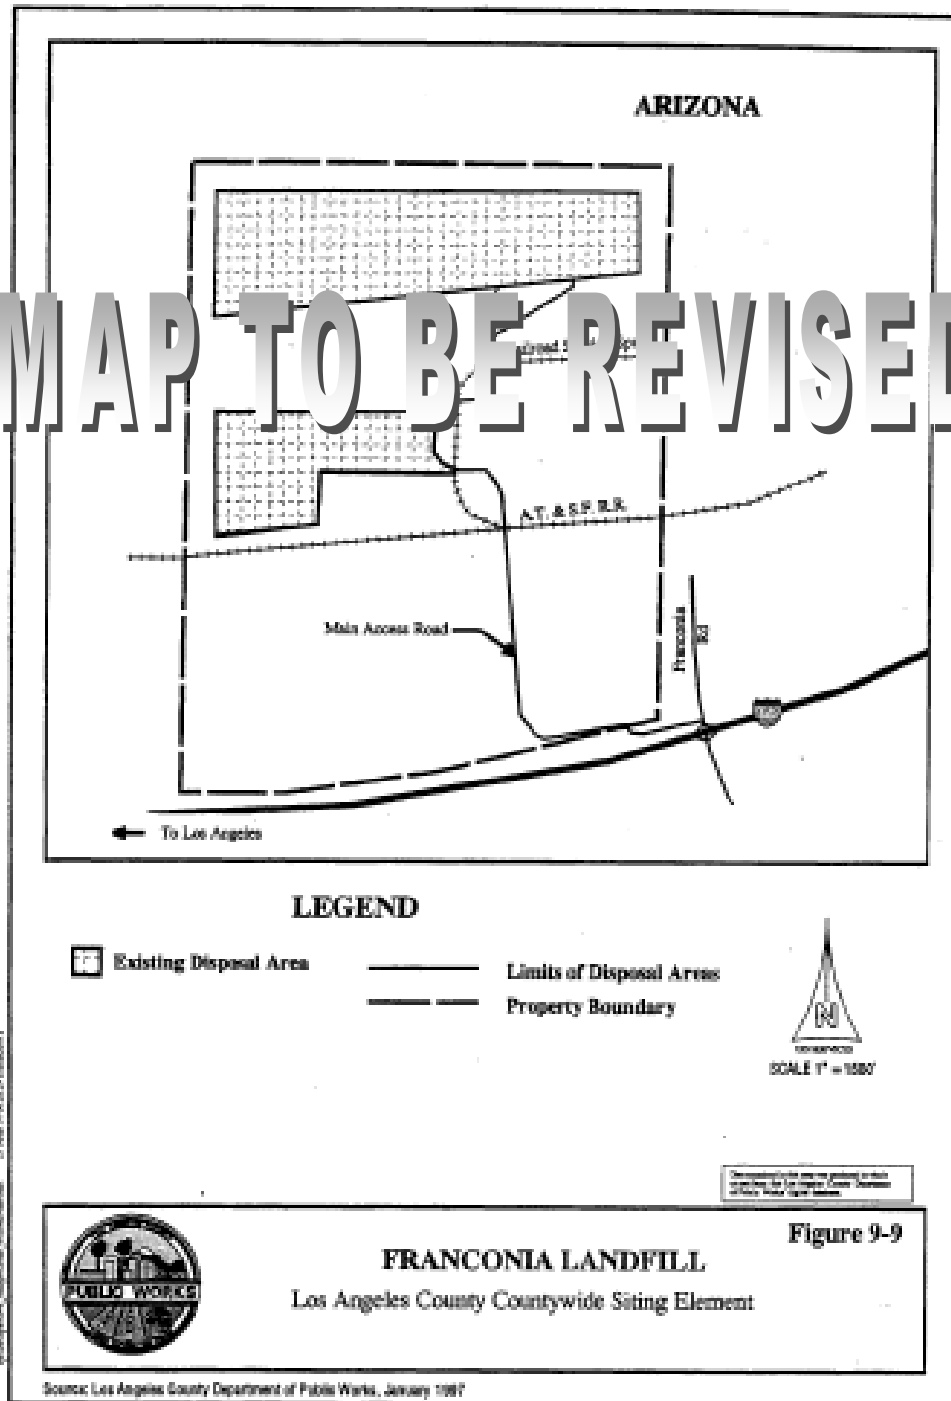 ARIZONA
MAP TO BE REVISED
A.T. & S.F. R.R.
Main Access Road
Franconia
Rd
To Los Angeles
LEGEND
Existing Disposal Area
Limits of Disposal Areas
Property Boundary
N
SCALE 1" =
Figure 9-9
FRANCONIA LANDFILL
Los Angeles County Countywide Siting Element
PUBLIC WORKS
Source: Los Angeles County Department of Public Works, January 1997